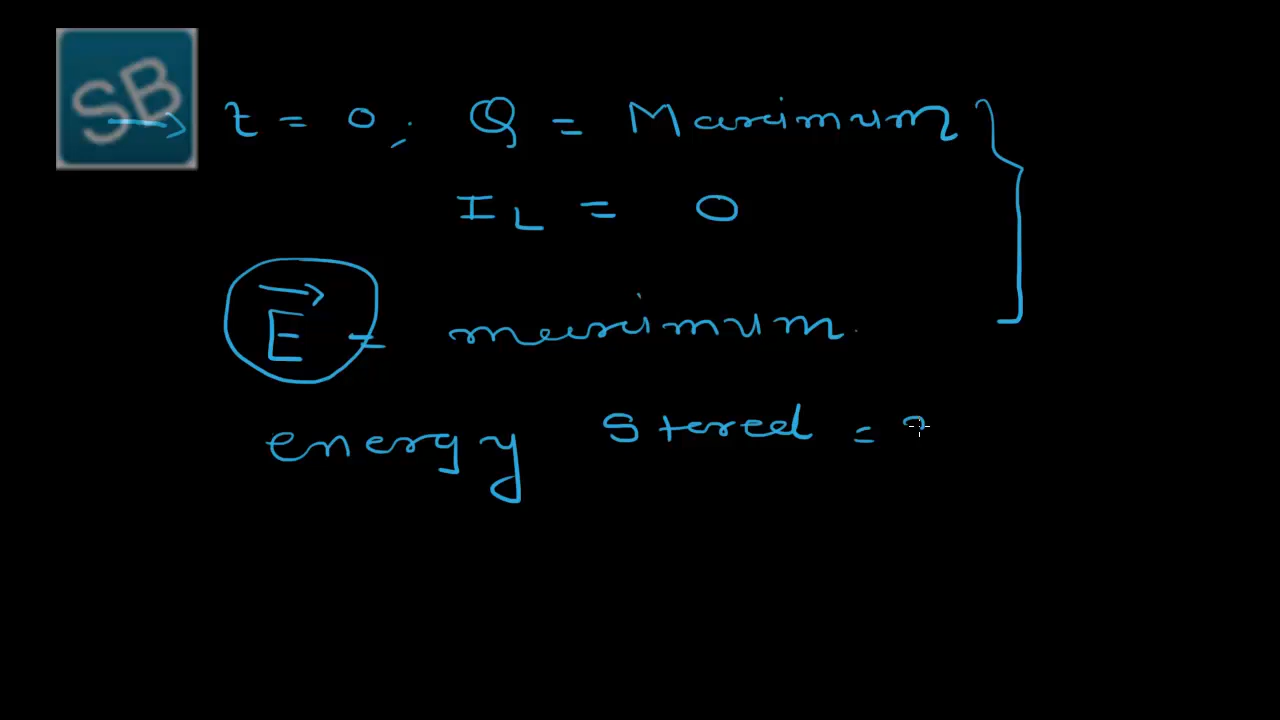 SB
t = 0; Q = Maximum
I_L = 0
E = maximum.
energy stored = ?